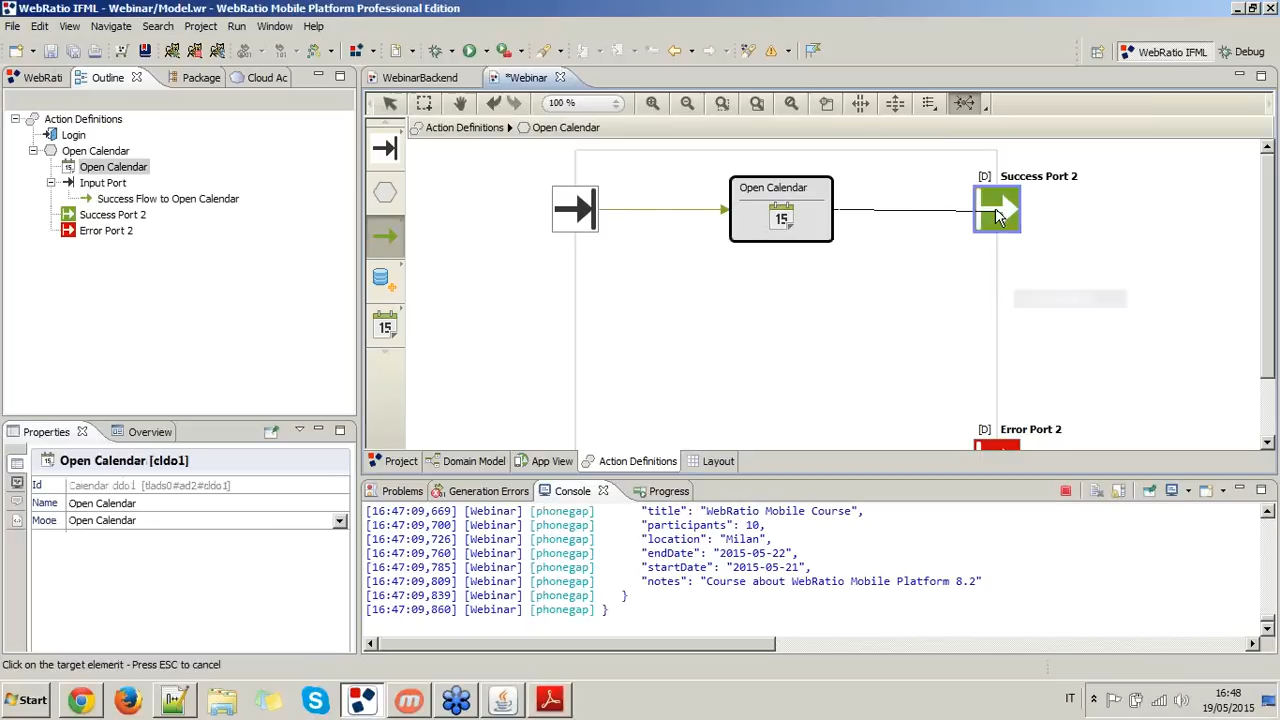 WebRatio IFML - Webinar/Model.wr - WebRatio Mobile Platform Professional Edition
File Edit View Navigate Search Project Run Window Help
WebRatio IFML Debug
WebRati Outline Package Cloud Ac
WebinarBackend *Webinar
100 %
Action Definitions Open Calendar
Action Definitions
Login
Open Calendar
Open Calendar
Input Port
Success Flow to Open Calendar
Success Port 2
Error Port 2
Open Calendar
15
[D] Success Port 2
15
[D] Error Port 2
Properties Overview
Open Calendar [cldo1]
Id Calendar cldo1 [tlads0#ad2#cldo1]
Name Open Calendar
Mode Open Calendar
Project Domain Model App View Action Definitions Layout
Problems Generation Errors Console Progress
[16:47:09,669] [Webinar] [phonegap] "title": "WebRatio Mobile Course",
[16:47:09,700] [Webinar] [phonegap] "participants": 10,
[16:47:09,726] [Webinar] [phonegap] "location": "Milan",
[16:47:09,760] [Webinar] [phonegap] "endDate": "2015-05-22",
[16:47:09,785] [Webinar] [phonegap] "startDate": "2015-05-21",
[16:47:09,809] [Webinar] [phonegap] "notes": "Course about WebRatio Mobile Platform 8.2"
[16:47:09,839] [Webinar] [phonegap] }
[16:47:09,860] [Webinar] [phonegap] }
Click on the target element - Press ESC to cancel
Start
IT
16:48
19/05/2015